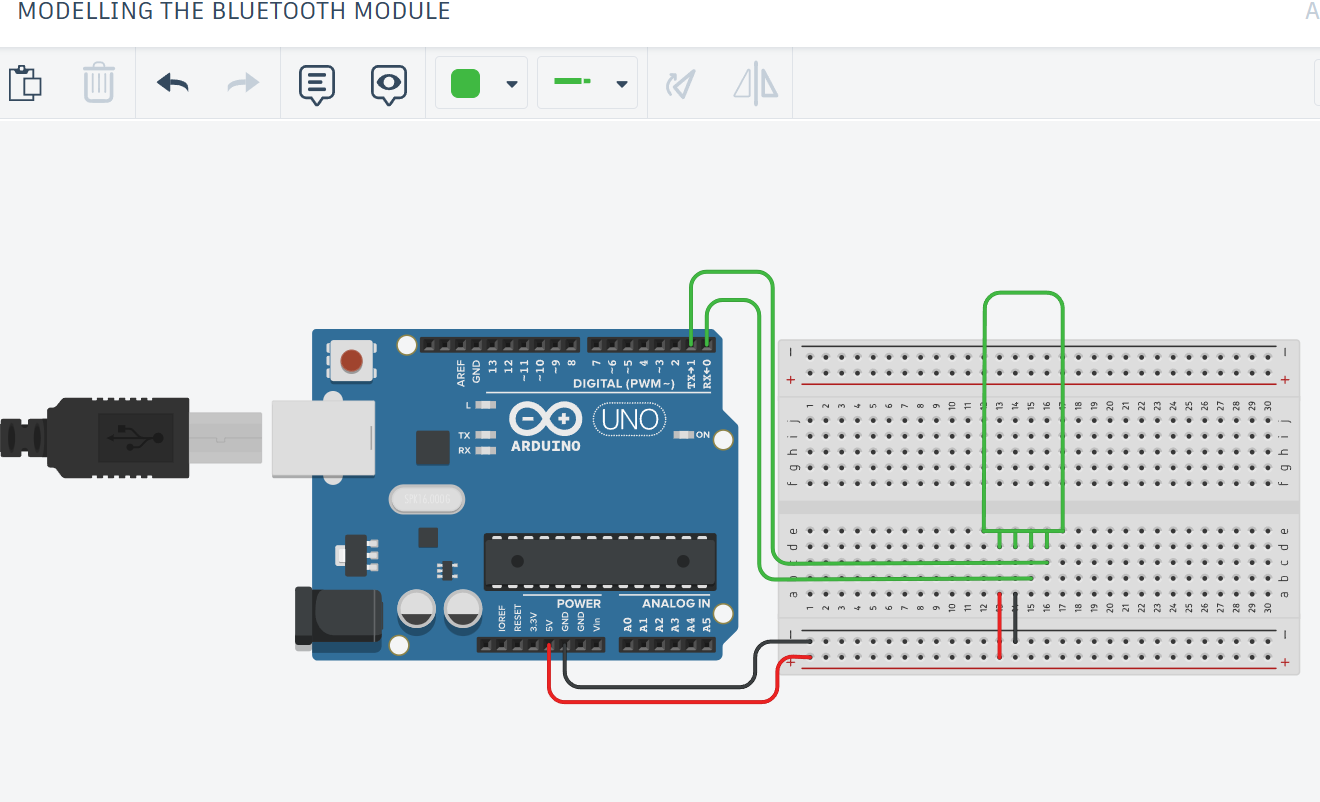 MODELLING THE BLUETOOTH MODULE
A
AREF GND 13 12 ~11 ~10 ~9 8 7 ~6 ~5 4 ~3 2 TX→1 RX←0
DIGITAL (PWM~)
L
TX
RX
ARDUINO
UNO
ON
POWER
ANALOG IN
IOREF RESET 3.3V 5V GND GND Vin A0 A1 A2 A3 A4 A5
− −
+ +
1 2 3 4 5 6 7 8 9 10 11 12 13 14 15 16 17 18 19 20 21 22 23 24 25 26 27 28 29 30
j j
i i
h h
g g
f f
e e
d d
c c
b b
a a
1 2 3 4 5 6 7 8 9 10 11 12 13 14 15 16 17 18 19 20 21 22 23 24 25 26 27 28 29 30
− −
+ +